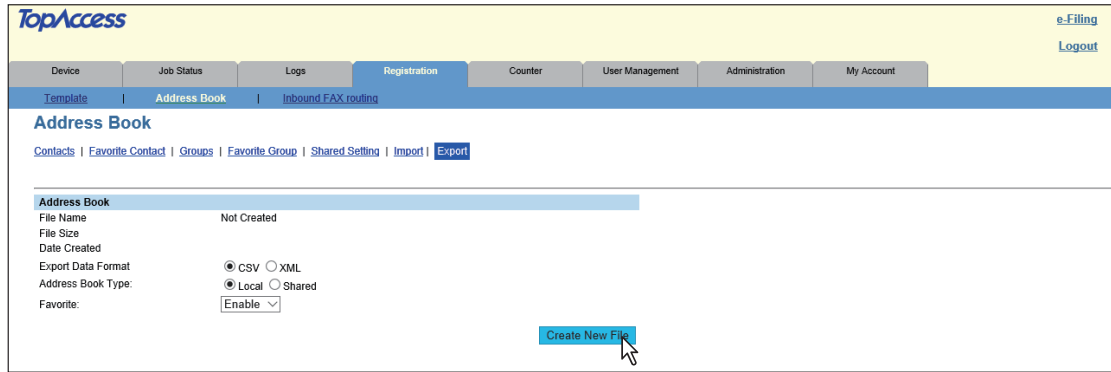 TopAccess
e-Filing
Logout
Device Job Status Logs Registration Counter User Management Administration My Account
Template | Address Book | Inbound FAX routing
Address Book
Contacts | Favorite Contact | Groups | Favorite Group | Shared Setting | Import | Export
Address Book
File Name Not Created
File Size
Date Created
Export Data Format CSV XML
Address Book Type: Local Shared
Favorite: Enable
Create New File